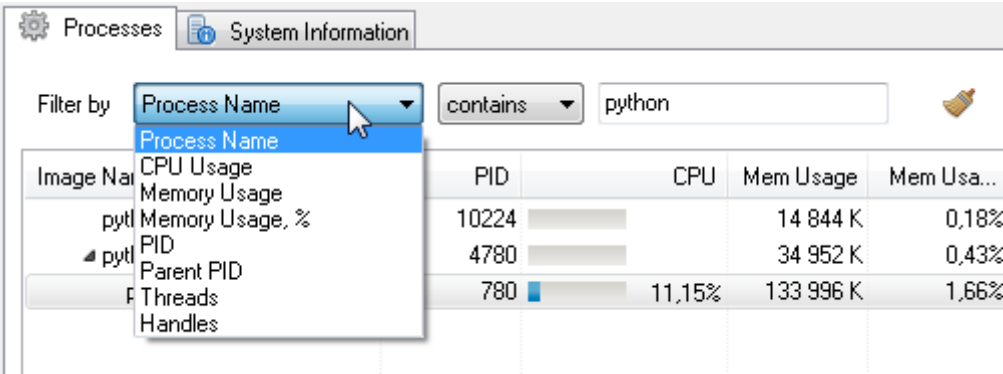 Processes System Information
Filter by Process Name contains python
Process Name
CPU Usage
Memory Usage
Memory Usage, %
PID
Parent PID
Threads
Handles
PID CPU Mem Usage Mem Usa...
10224 14 844 K 0,18%
4780 34 952 K 0,43%
780 11,15% 133 996 K 1,66%